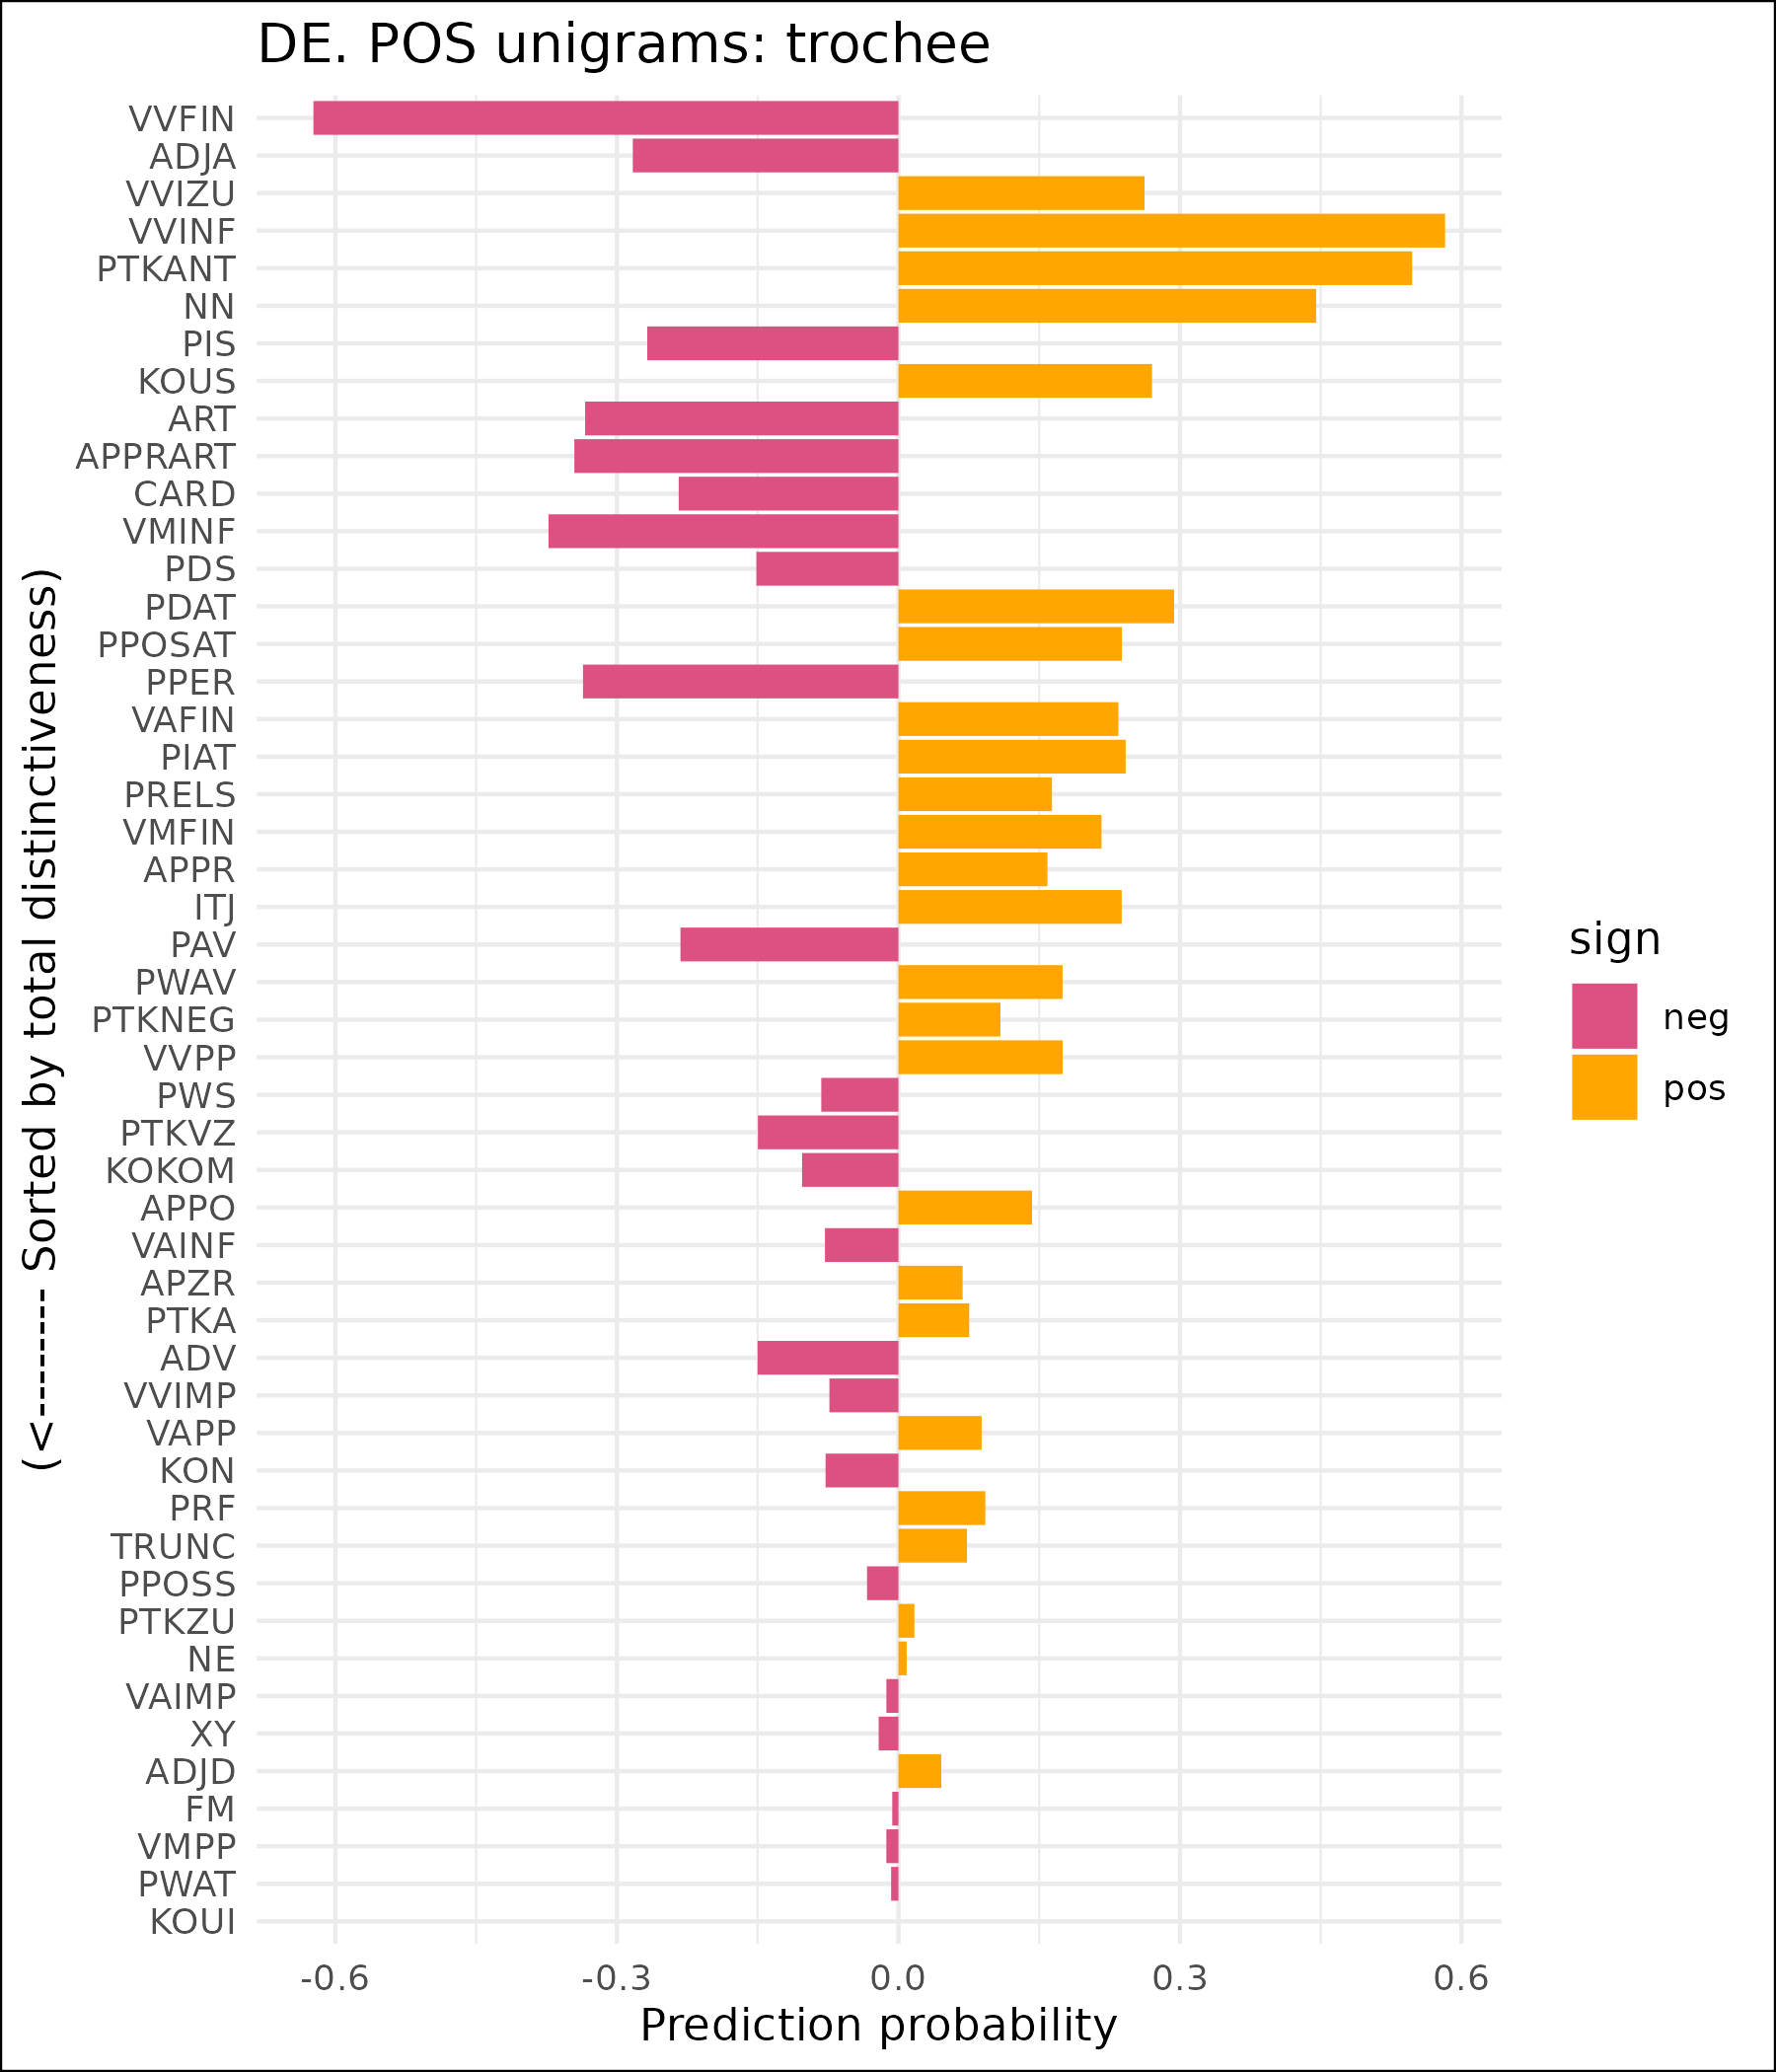 DE. POS unigrams: trochee
VVFIN
ADJA
VVIZU
VVINF
PTKANT
NN
PIS
KOUS
ART
APPRART
CARD
VMINF
PDS
PDAT
PPOSAT
PPER
VAFIN
PIAT
PRELS
VMFIN
APPR
ITJ
PAV
PWAV
PTKNEG
VVPP
PWS
PTKVZ
KOKOM
APPO
VAINF
APZR
PTKA
ADV
VVIMP
VAPP
KON
PRF
TRUNC
PPOSS
PTKZU
NE
VAIMP
XY
ADJD
FM
VMPP
PWAT
KOUI
(<--------- Sorted by total distinctiveness)
-0.6 -0.3 0.0 0.3 0.6
Prediction probability
sign
neg
pos